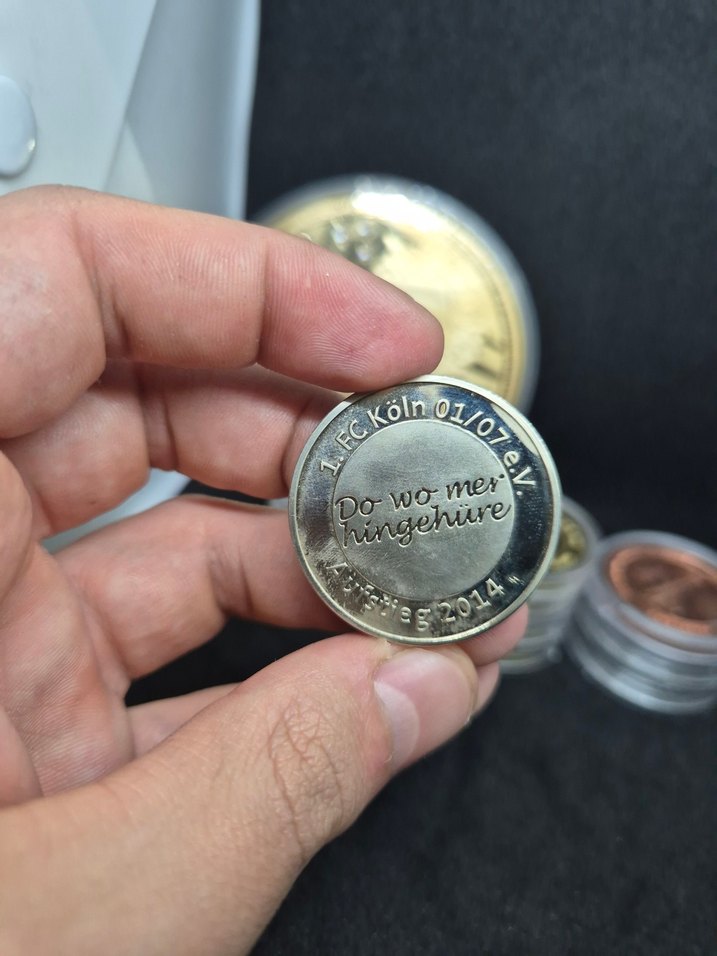 1. FC Köln 01/07 e.V.
Do wo mer
hingehüre
Aufstieg 2014